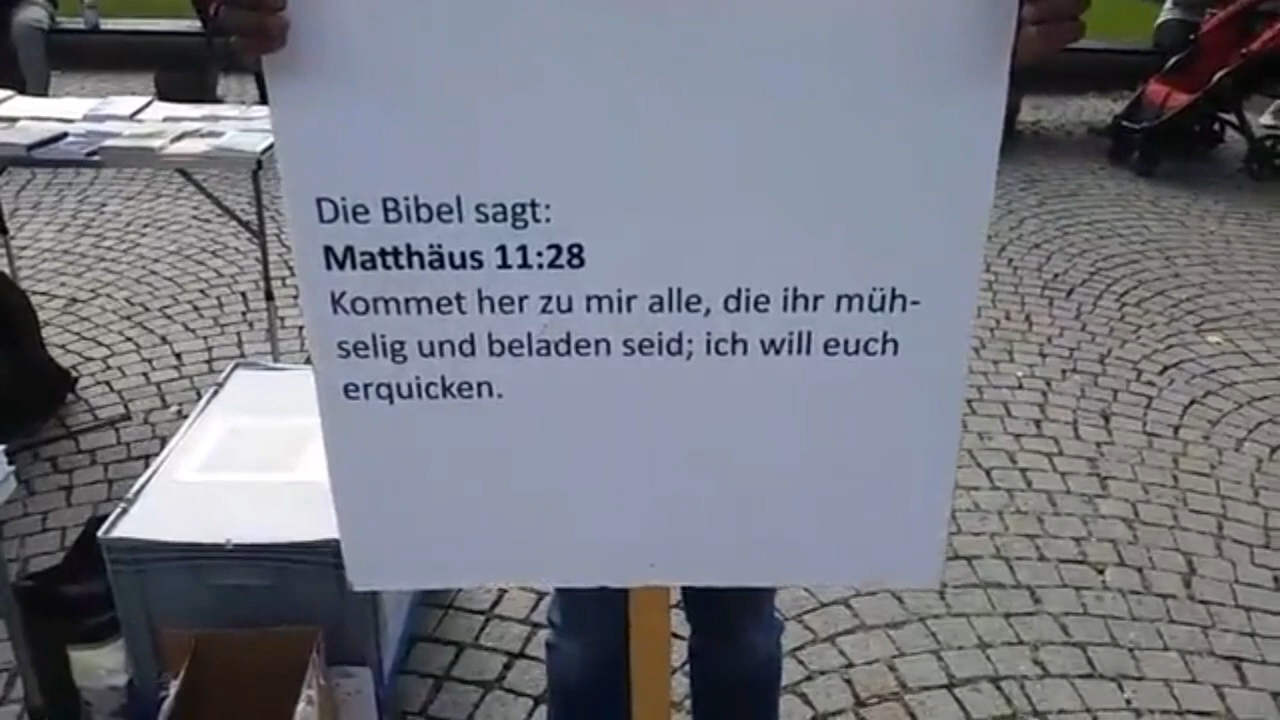 Die Bibel sagt:
Matthäus 11:28
Kommet her zu mir alle, die ihr müh-
selig und beladen seid; ich will euch
erquicken.